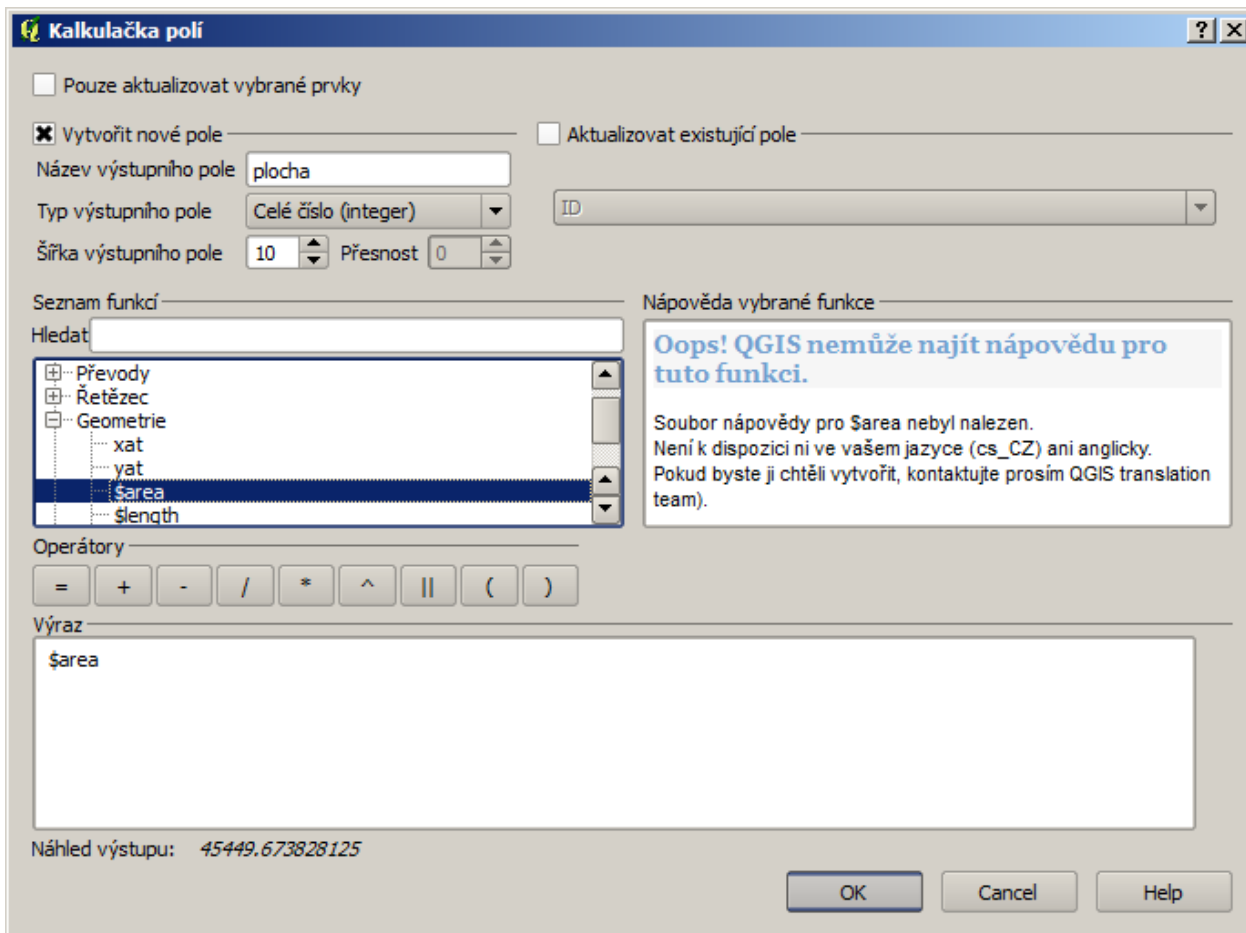 Kalkulačka polí
Pouze aktualizovat vybrané prvky
Vytvořit nové pole
Aktualizovat existující pole
Název výstupního pole plocha
Typ výstupního pole Celé číslo (integer)
ID
Šířka výstupního pole 10 Přesnost 0
Seznam funkcí
Hledat
Převody
Řetězec
Geometrie
xat
yat
$area
$length
Nápověda vybrané funkce
Oops! QGIS nemůže najít nápovědu pro
tuto funkci.
Soubor nápovědy pro $area nebyl nalezen.
Není k dispozici ni ve vašem jazyce (cs_CZ) ani anglicky.
Pokud byste ji chtěli vytvořit, kontaktujte prosím QGIS translation
team).
Operátory
= + - / * ^ || ( )
Výraz
$area
Náhled výstupu: 45449.673828125
OK Cancel Help